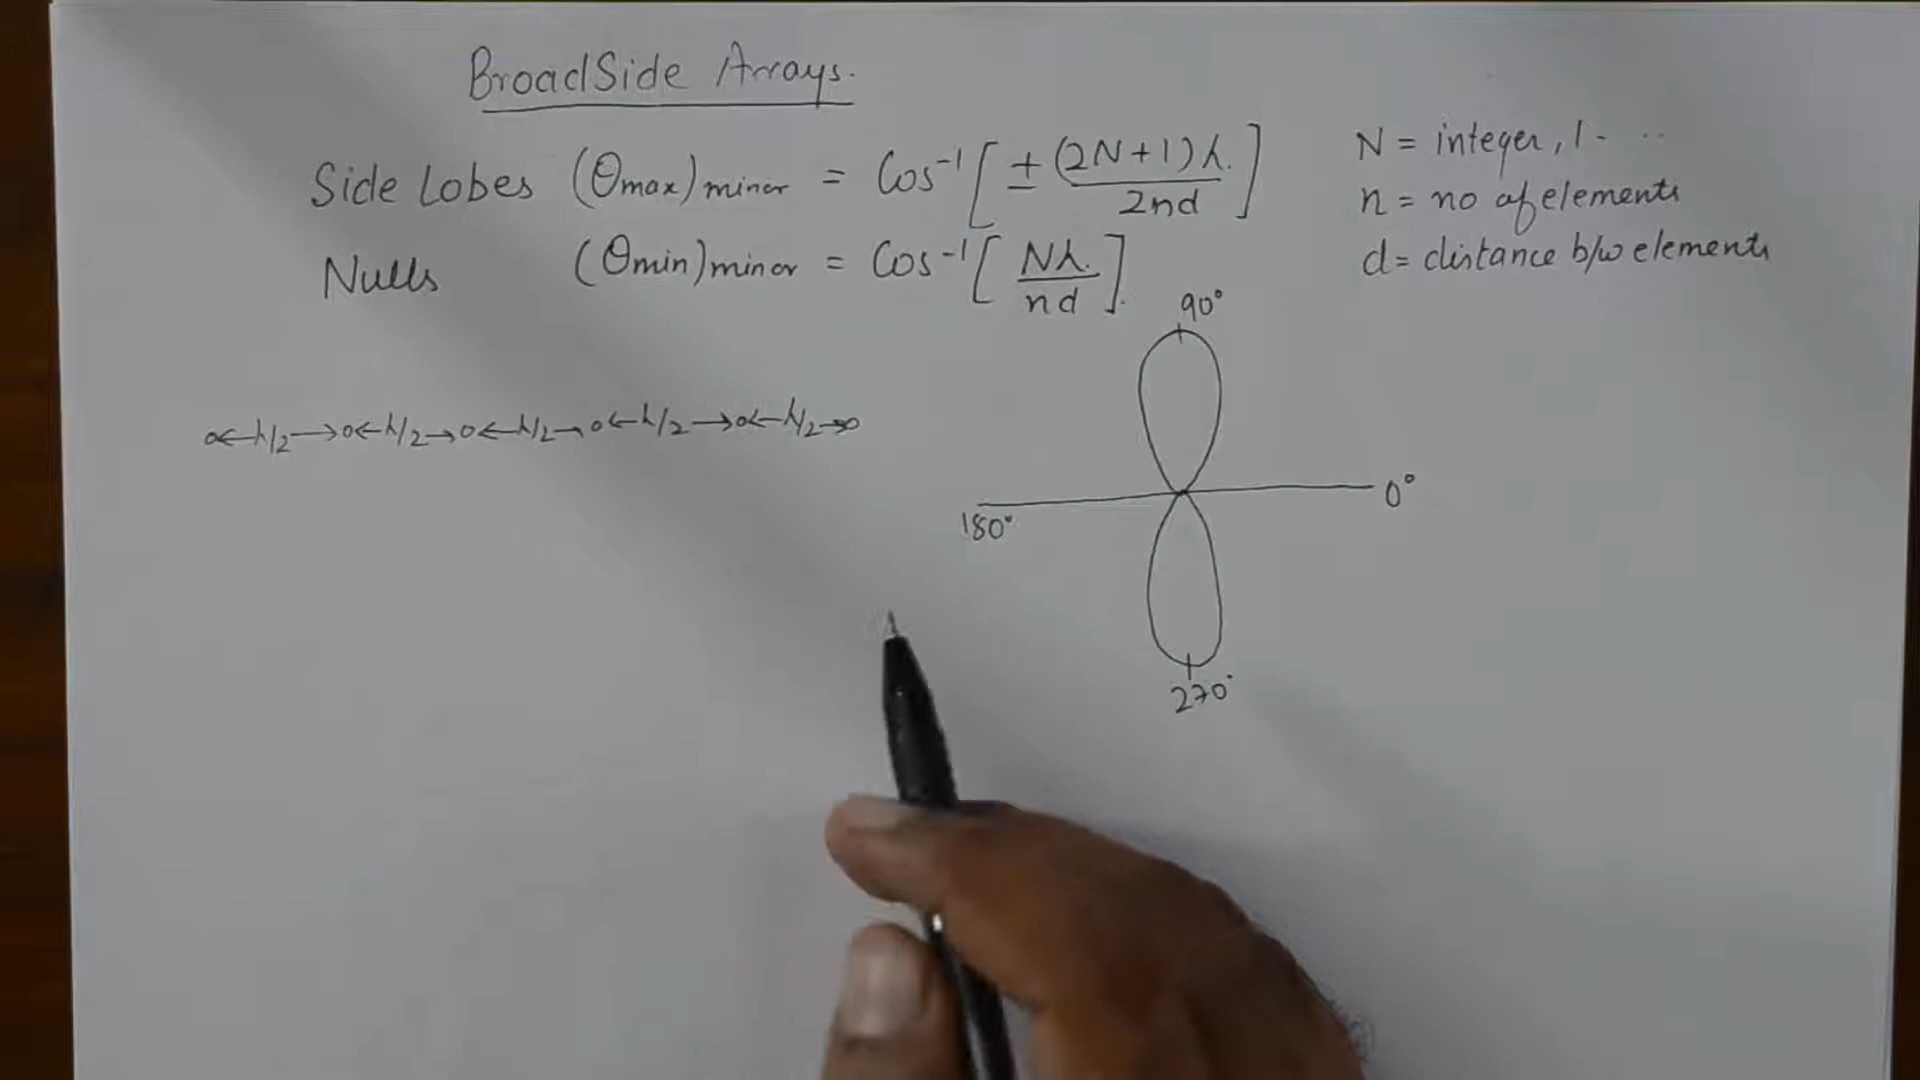 BroadSide Arrays.
Side Lobes (θmax)minor = Cos⁻¹[± (2N+1)λ / 2nd]
Nulls (θmin)minor = Cos⁻¹[Nλ / nd].
N = integer, 1 - ...
n = no of elements
d = distance b/w elements
λ/2 λ/2 λ/2 λ/2 λ/2
90°
0°
180°
270°